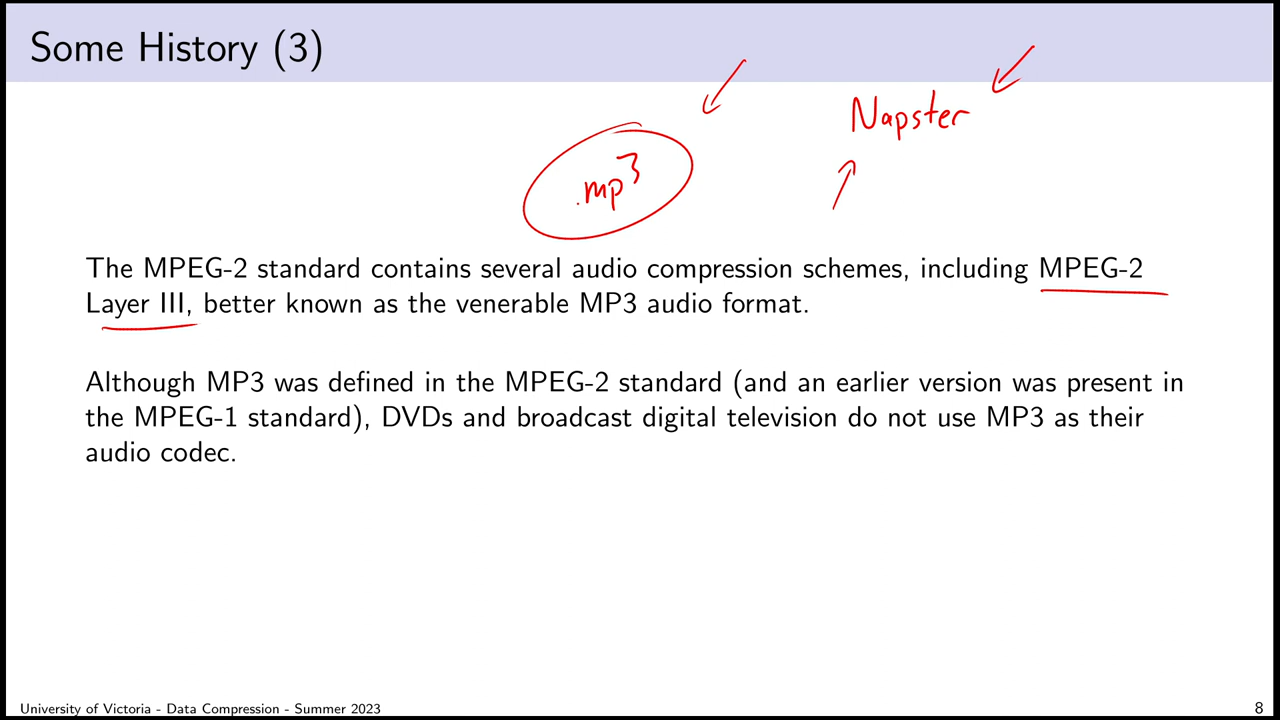 Some History (3)
Napster
.mp3
The MPEG-2 standard contains several audio compression schemes, including MPEG-2
Layer III, better known as the venerable MP3 audio format.
Although MP3 was defined in the MPEG-2 standard (and an earlier version was present in
the MPEG-1 standard), DVDs and broadcast digital television do not use MP3 as their
audio codec.
University of Victoria - Data Compression - Summer 2023
8